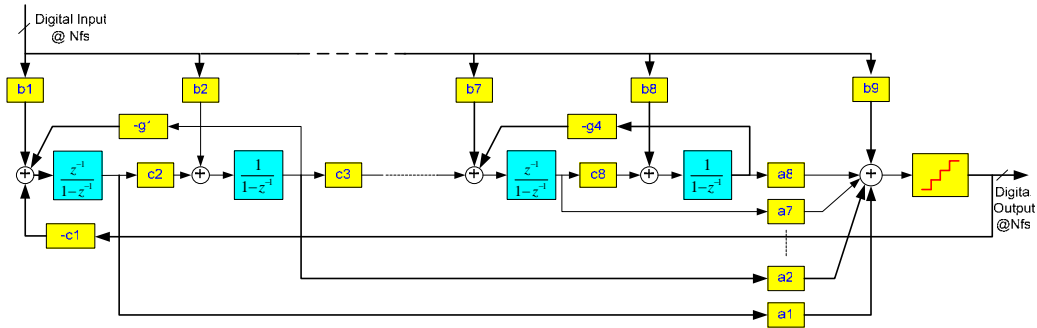 Digital Input
@ Nfs
b1
b2
b7
b8
b9
-g1
-g4
z⁻¹
1-z⁻¹
c2
1
1-z⁻¹
c3
z⁻¹
1-z⁻¹
c8
1
1-z⁻¹
a8
a7
a2
a1
-c1
Digita
Output
@Nfs